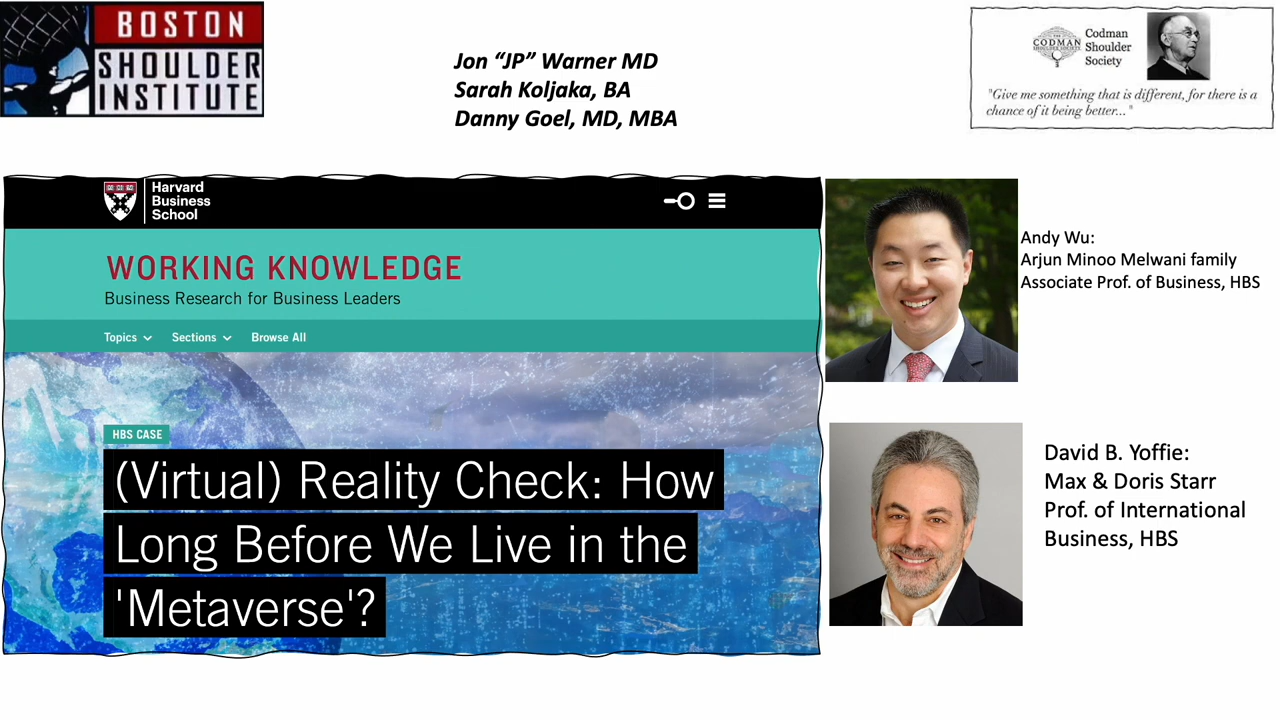 BOSTON
SHOULDER
INSTITUTE
Jon “JP” Warner MD
Sarah Koljaka, BA
Danny Goel, MD, MBA
THE
CODMAN
SHOULDER SOCIETY
Codman
Shoulder
Society
"Give me something that is different, for there is a
chance of it being better..."
Harvard
Business
School
WORKING KNOWLEDGE
Business Research for Business Leaders
Topics
Sections
Browse All
HBS CASE
(Virtual) Reality Check: How
Long Before We Live in the
'Metaverse'?
Andy Wu:
Arjun Minoo Melwani family
Associate Prof. of Business, HBS
David B. Yoffie:
Max & Doris Starr
Prof. of International
Business, HBS